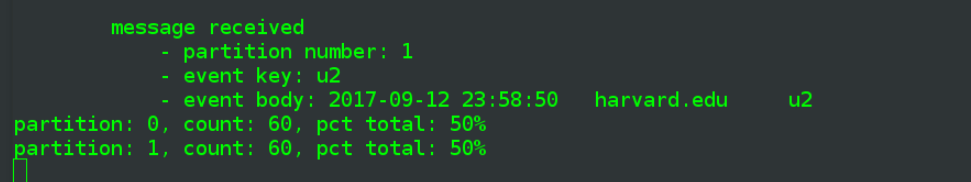 message received
- partition number: 1
- event key: u2
- event body: 2017-09-12 23:58:50 harvard.edu u2
partition: 0, count: 60, pct total: 50%
partition: 1, count: 60, pct total: 50%